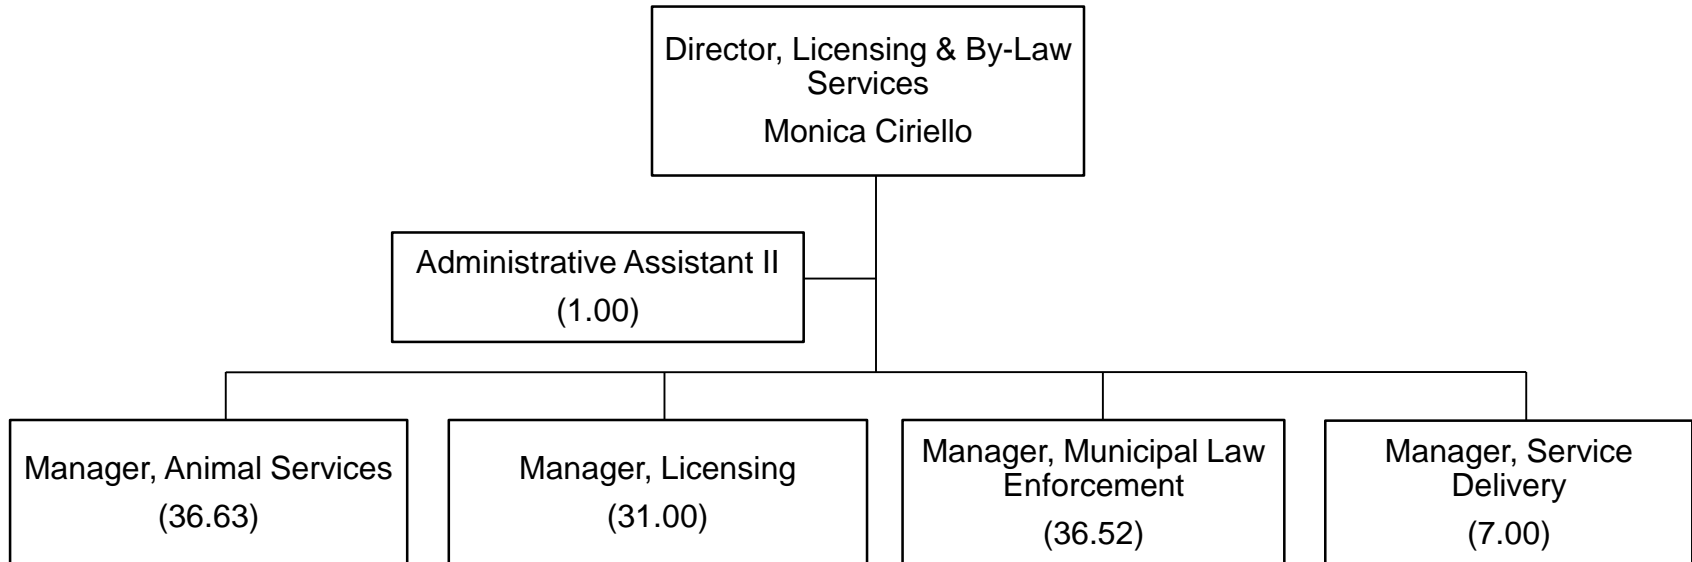 Director, Licensing & By-Law
Services
Monica Ciriello
Administrative Assistant II
(1.00)
Manager, Animal Services
(36.63)
Manager, Licensing
(31.00)
Manager, Municipal Law
Enforcement
(36.52)
Manager, Service
Delivery
(7.00)